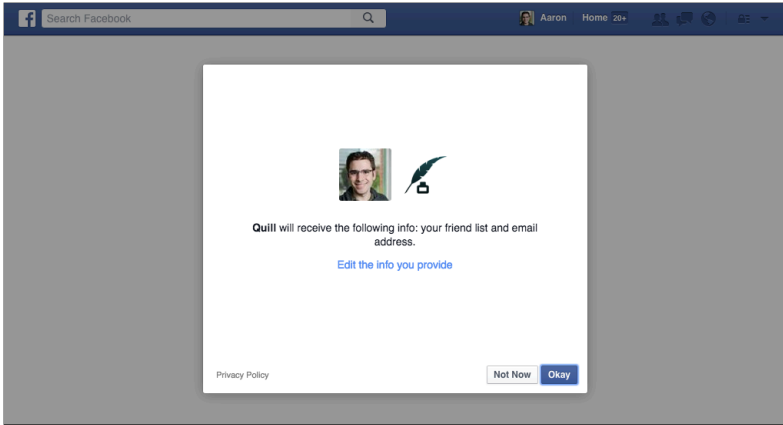 f
Search Facebook
Aaron
Home 20+
Quill will receive the following info: your friend list and email
address.
Edit the info you provide
Privacy Policy
Not Now
Okay